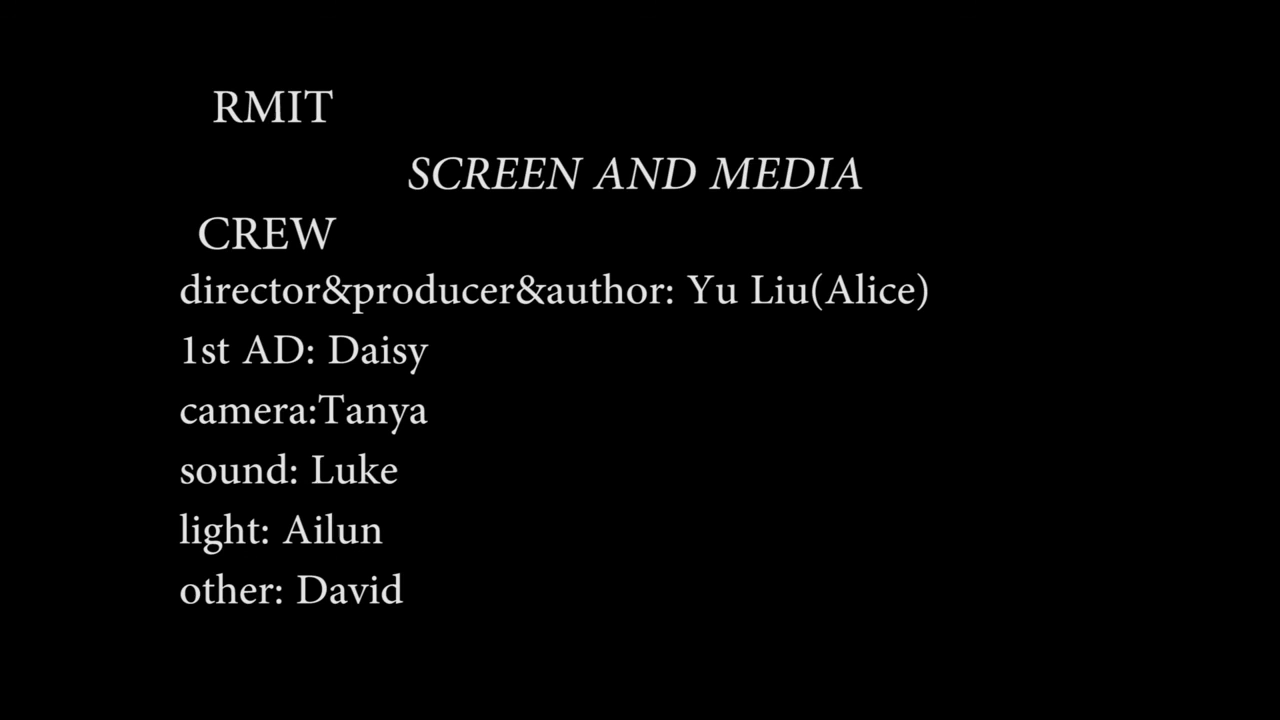 RMIT
SCREEN AND MEDIA
CREW
director&producer&author: Yu Liu(Alice)
1st AD: Daisy
camera:Tanya
sound: Luke
light: Ailun
other: David